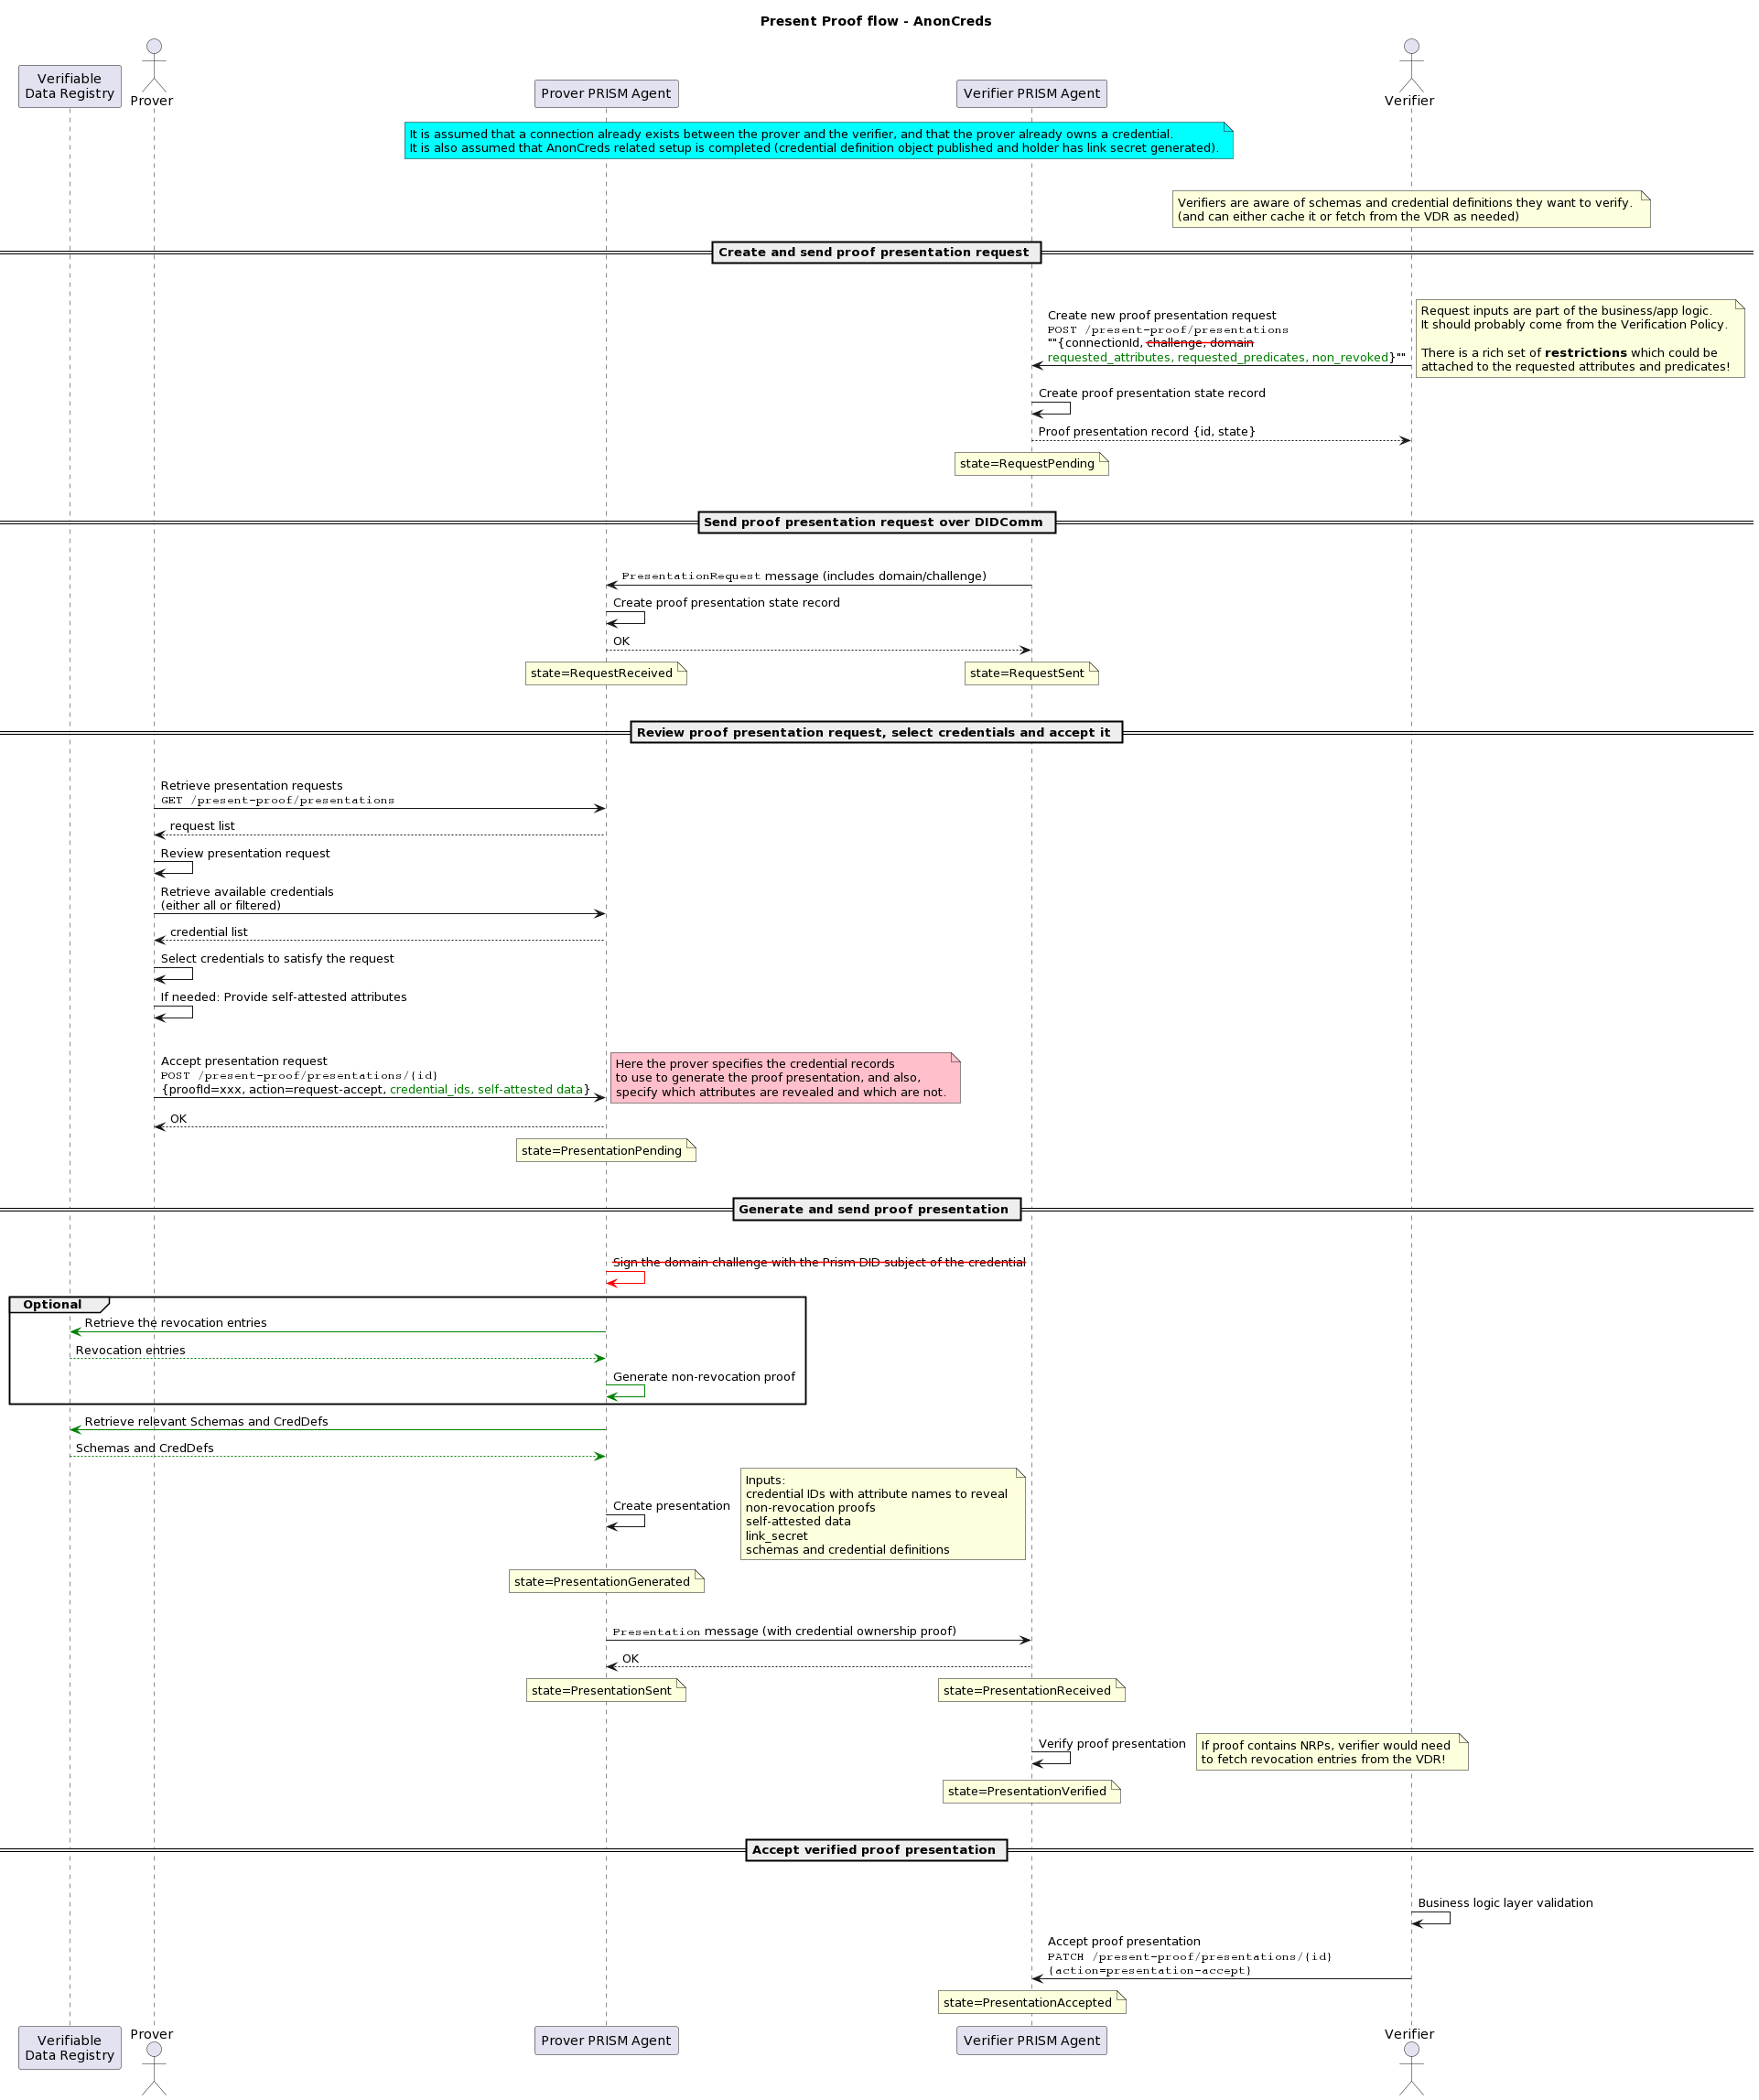 Present Proof flow - AnonCreds
Verifiable
Data Registry
Prover
Prover PRISM Agent
Verifier PRISM Agent
Verifier
It is assumed that a connection already exists between the prover and the verifier, and that the prover already owns a credential.
It is also assumed that AnonCreds related setup is completed (credential definition object published and holder has link secret generated).
Verifiers are aware of schemas and credential definitions they want to verify.
(and can either cache it or fetch from the VDR as needed)
Create and send proof presentation request
Create new proof presentation request
POST /present-proof/presentations
""{connectionId, challenge, domain
requested_attributes, requested_predicates, non_revoked}""
Request inputs are part of the business/app logic.
It should probably come from the Verification Policy.
There is a rich set of restrictions which could be
attached to the requested attributes and predicates!
Create proof presentation state record
Proof presentation record {id, state}
state=RequestPending
Send proof presentation request over DIDComm
PresentationRequest message (includes domain/challenge)
Create proof presentation state record
OK
state=RequestReceived
state=RequestSent
Review proof presentation request, select credentials and accept it
Retrieve presentation requests
GET /present-proof/presentations
request list
Review presentation request
Retrieve available credentials
(either all or filtered)
credential list
Select credentials to satisfy the request
If needed: Provide self-attested attributes
Accept presentation request
POST /present-proof/presentations/{id}
{proofId=xxx, action=request-accept, credential_ids, self-attested data}
Here the prover specifies the credential records
to use to generate the proof presentation, and also,
specify which attributes are revealed and which are not.
OK
state=PresentationPending
Generate and send proof presentation
Sign the domain challenge with the Prism DID subject of the credential
Optional
Retrieve the revocation entries
Revocation entries
Generate non-revocation proof
Retrieve relevant Schemas and CredDefs
Schemas and CredDefs
Create presentation
Inputs:
credential IDs with attribute names to reveal
non-revocation proofs
self-attested data
link_secret
schemas and credential definitions
state=PresentationGenerated
Presentation message (with credential ownership proof)
OK
state=PresentationSent
state=PresentationReceived
Verify proof presentation
If proof contains NRPs, verifier would need
to fetch revocation entries from the VDR!
state=PresentationVerified
Accept verified proof presentation
Business logic layer validation
Accept proof presentation
PATCH /present-proof/presentations/{id}
{action=presentation-accept}
state=PresentationAccepted
Verifiable
Data Registry
Prover
Prover PRISM Agent
Verifier PRISM Agent
Verifier